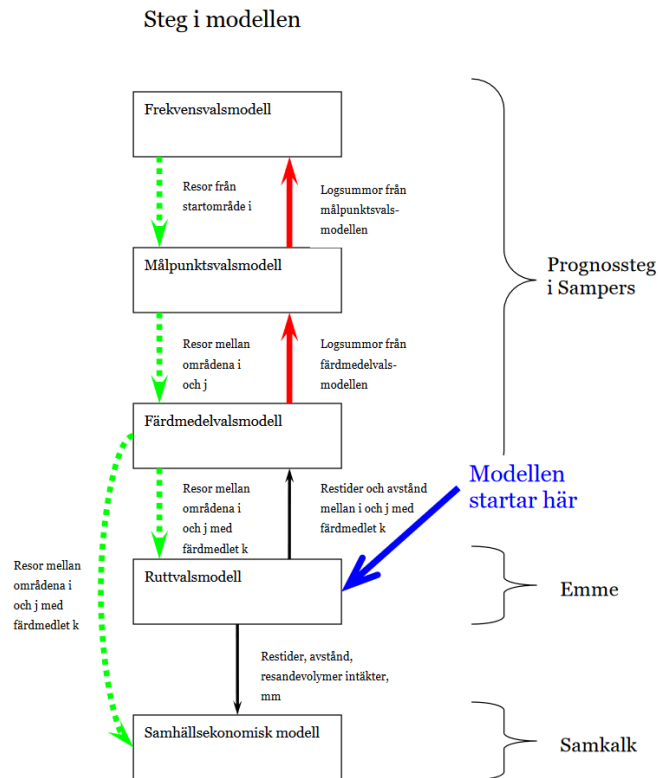 Steg i modellen
Frekvensvalsmodell
Resor från
startområde i
Logsummor från
målpunktsvals-
modellen
Målpunktsvalsmodell
Prognossteg
i Sampers
Resor mellan
områdena i
och j
Logsummor från
färdmedelvals-
modellen
Färdmedelvalsmodell
Resor mellan
områdena i
och j med
färdmedlet k
Restider och avstånd
mellan i och j med
färdmedlet k
Modellen
startar här
Resor mellan
områdena i
och j med
färdmedlet k
Ruttvalsmodell
Emme
Restider, avstånd,
resandevolymer intäkter,
mm
Samhällsekonomisk modell
Samkalk